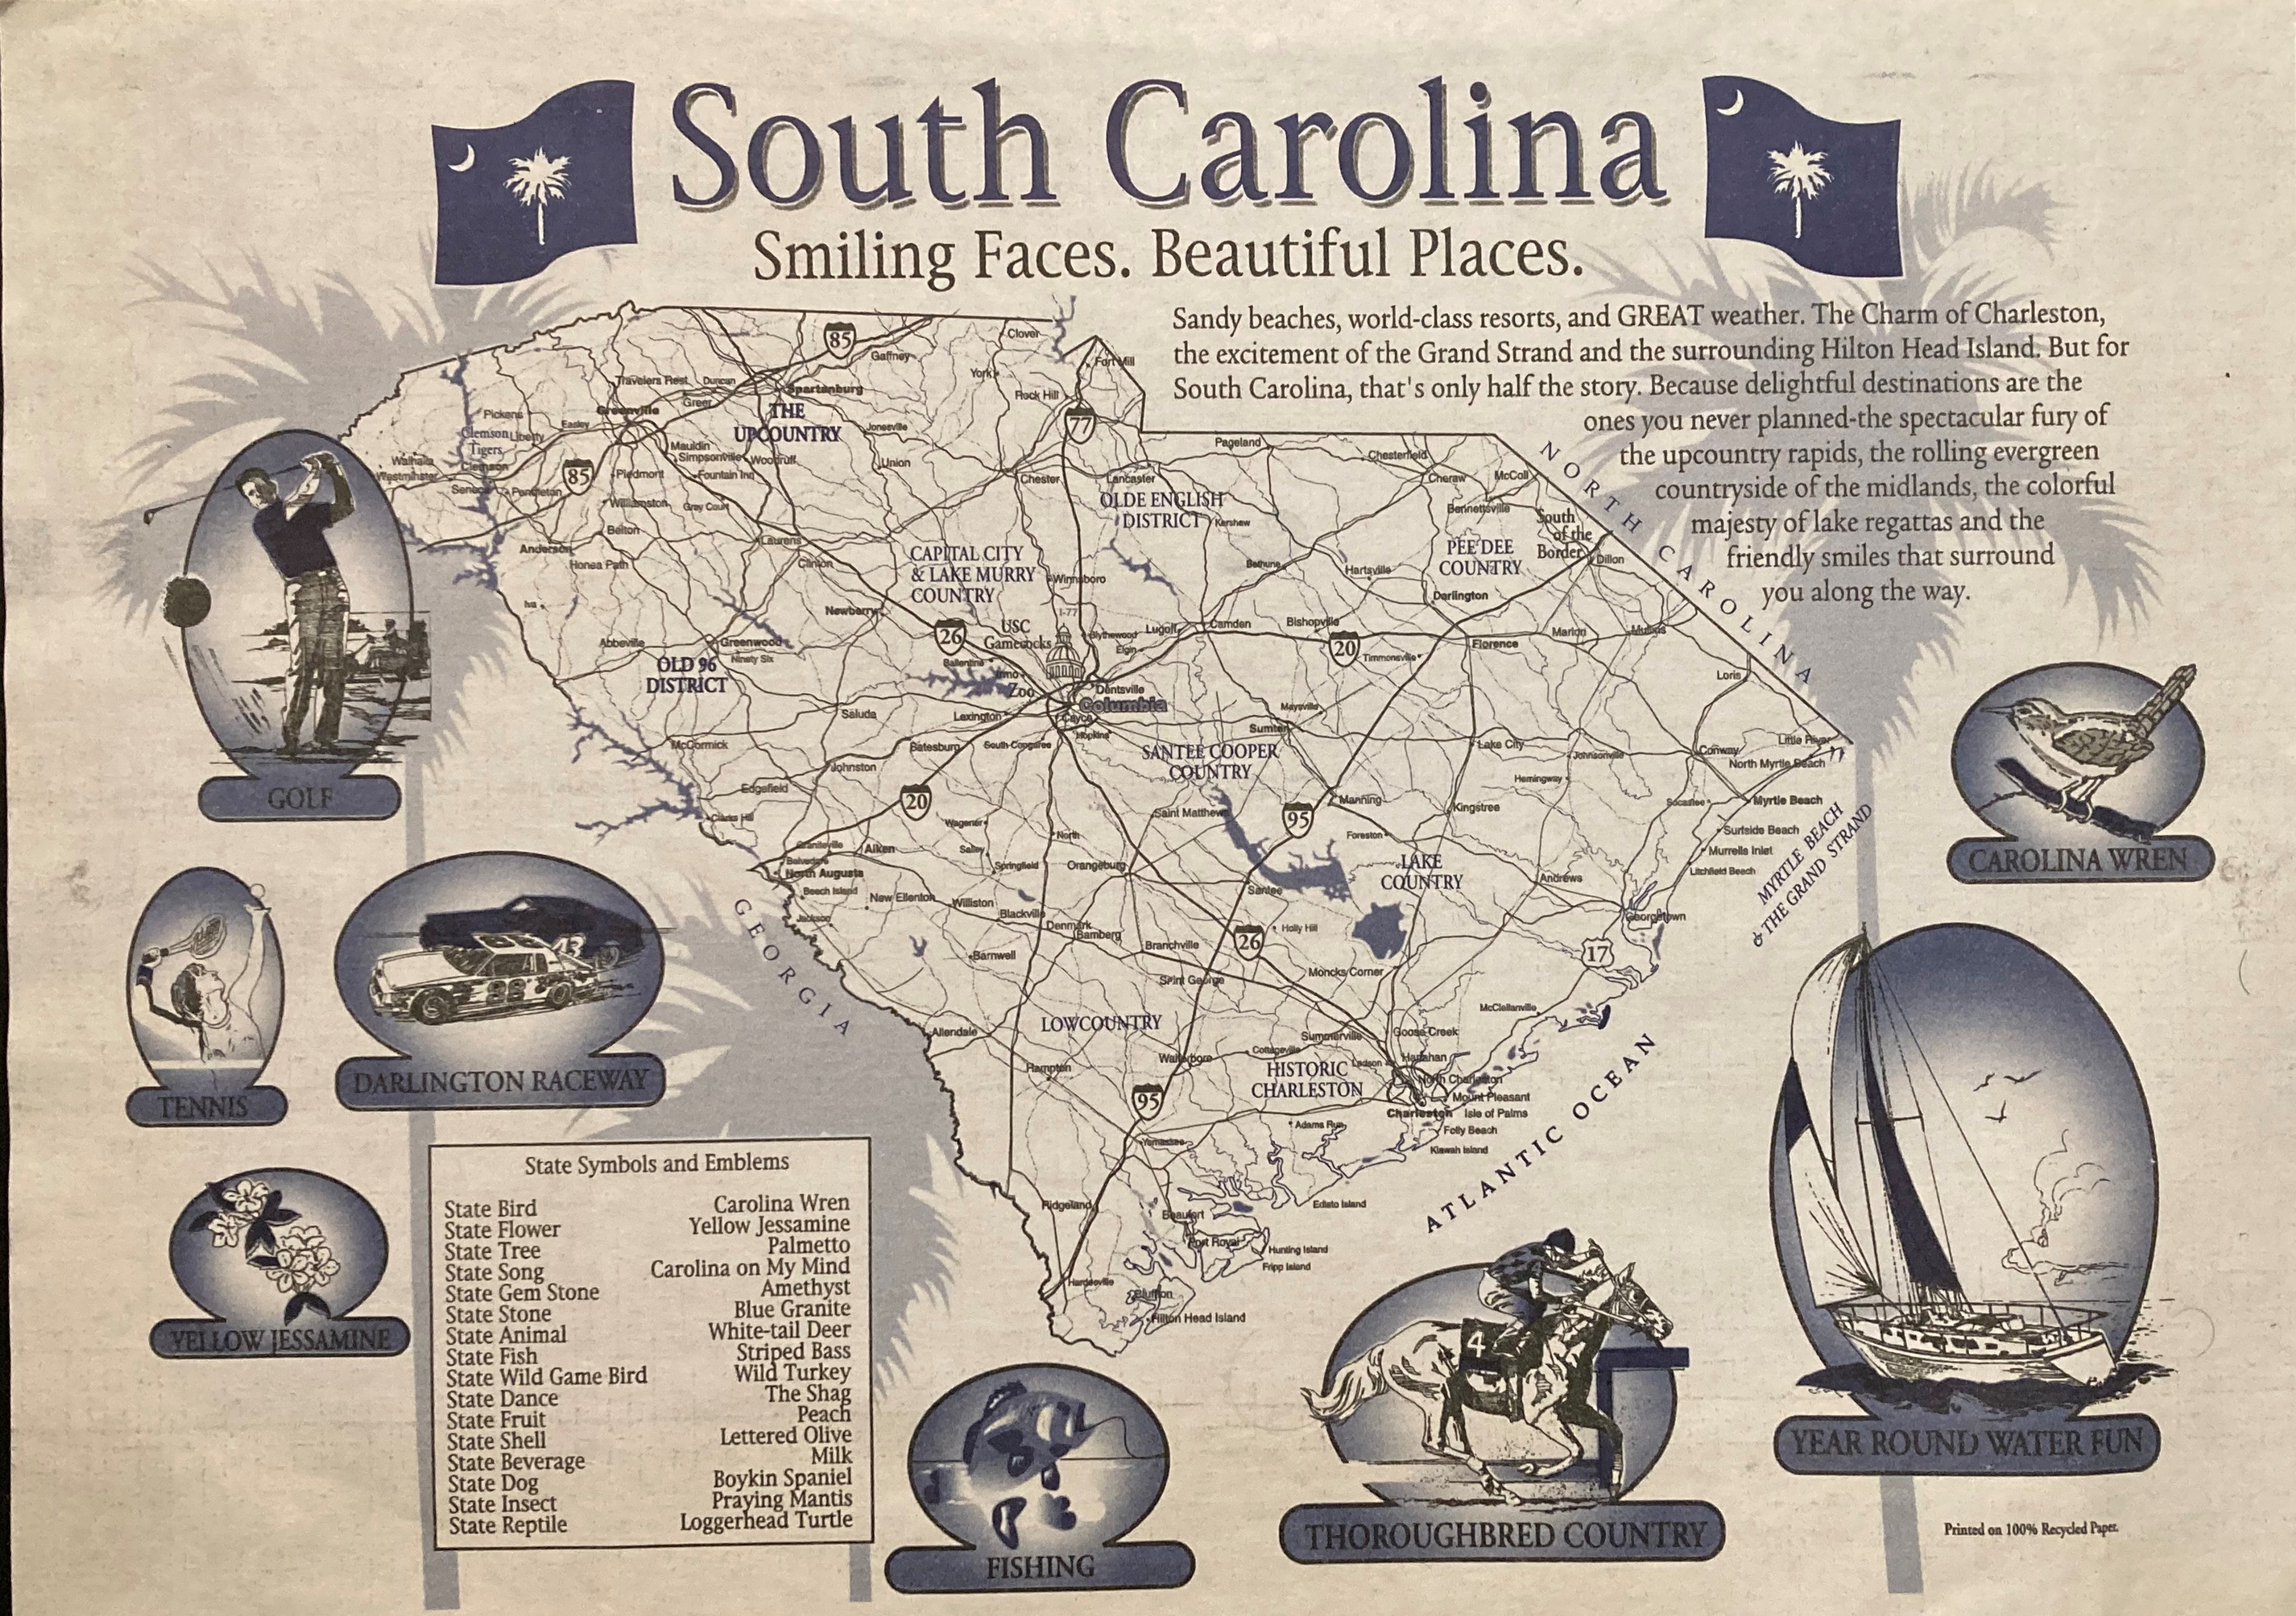 South Carolina
Smiling Faces. Beautiful Places.
Sandy beaches, world-class resorts, and GREAT weather. The Charm of Charleston,
the excitement of the Grand Strand and the surrounding Hilton Head Island. But for
South Carolina, that's only half the story. Because delightful destinations are the
ones you never planned-the spectacular fury of
the upcountry rapids, the rolling evergreen
countryside of the midlands, the colorful
majesty of lake regattas and the
friendly smiles that surround
you along the way.
85
Clover
Gaffney
Fort Mill
York
Travelers Rest
Duncan
Spartanburg
Rock Hill
Greer
Greenville
THE
UPCOUNTRY
Pickens
Easley
Jonesville
77
Clemson
Tigers
Liberty
Mauldin
Simpsonville
Woodruff
Union
Walhalla
Clemson
Westminster
85
Piedmont
Fountain Inn
Chester
Lancaster
Pageland
Chesterfield
Cheraw
McColl
NORTH CAROLINA
Seneca
Pendleton
Williamston
Gray Court
OLDE ENGLISH
DISTRICT
Kershaw
Bennettsville
South
of the
Border
Belton
Laurens
Anderson
Honea Path
Clinton
CAPITAL CITY
& LAKE MURRY
COUNTRY
Winnsboro
PEE DEE
COUNTRY
Dillon
Bethune
Hartsville
Iva
Newberry
I-77
Darlington
26
USC
Gamecocks
Blythewood
Lugoff
Camden
Bishopville
20
Florence
Marion
Mullins
Abbeville
Greenwood
Ninety Six
Elgin
Timmonsville
OLD 96
DISTRICT
Ballentine
Irmo
Zoo
Dentsville
Columbia
Cayce
Hopkins
Loris
Saluda
Lexington
Mayesville
Sumter
McCormick
Batesburg
South Congaree
SANTEE COOPER
COUNTRY
Lake City
Johnsonville
Conway
Little River
North Myrtle Beach
Johnston
Hemingway
Edgefield
20
Clarks Hill
Wagener
North
Saint Matthews
95
Manning
Kingstree
Socastee
Myrtle Beach
Foreston
Surfside Beach
Murrells Inlet
Litchfield Beach
MYRTLE BEACH
& THE GRAND STRAND
Graniteville
Aiken
Salley
Springfield
Orangeburg
LAKE
COUNTRY
Belvedere
North Augusta
Beech Island
New Ellenton
Williston
Santee
Andrews
Jackson
Blackville
Denmark
Bamberg
Georgetown
GEORGIA
Barnwell
Branchville
26
Holly Hill
17
Saint George
Moncks Corner
McClellanville
Allendale
LOWCOUNTRY
Summerville
Goose Creek
Walterboro
Cottageville
Ladson
Hanahan
Hampton
HISTORIC
CHARLESTON
North Charleston
Mount Pleasant
95
Charleston
Isle of Palms
Adams Run
Folly Beach
Yemassee
Kiawah Island
ATLANTIC OCEAN
Ridgeland
Beaufort
Edisto Island
Port Royal
Hunting Island
Fripp Island
Hardeeville
Bluffton
Hilton Head Island
GOLF
TENNIS
DARLINGTON RACEWAY
YELLOW JESSAMINE
State Symbols and Emblems
State Bird Carolina Wren
State Flower Yellow Jessamine
State Tree Palmetto
State Song Carolina on My Mind
State Gem Stone Amethyst
State Stone Blue Granite
State Animal White-tail Deer
State Fish Striped Bass
State Wild Game Bird Wild Turkey
State Dance The Shag
State Fruit Peach
State Shell Lettered Olive
State Beverage Milk
State Dog Boykin Spaniel
State Insect Praying Mantis
State Reptile Loggerhead Turtle
FISHING
4
THOROUGHBRED COUNTRY
CAROLINA WREN
YEAR ROUND WATER FUN
Printed on 100% Recycled Paper.